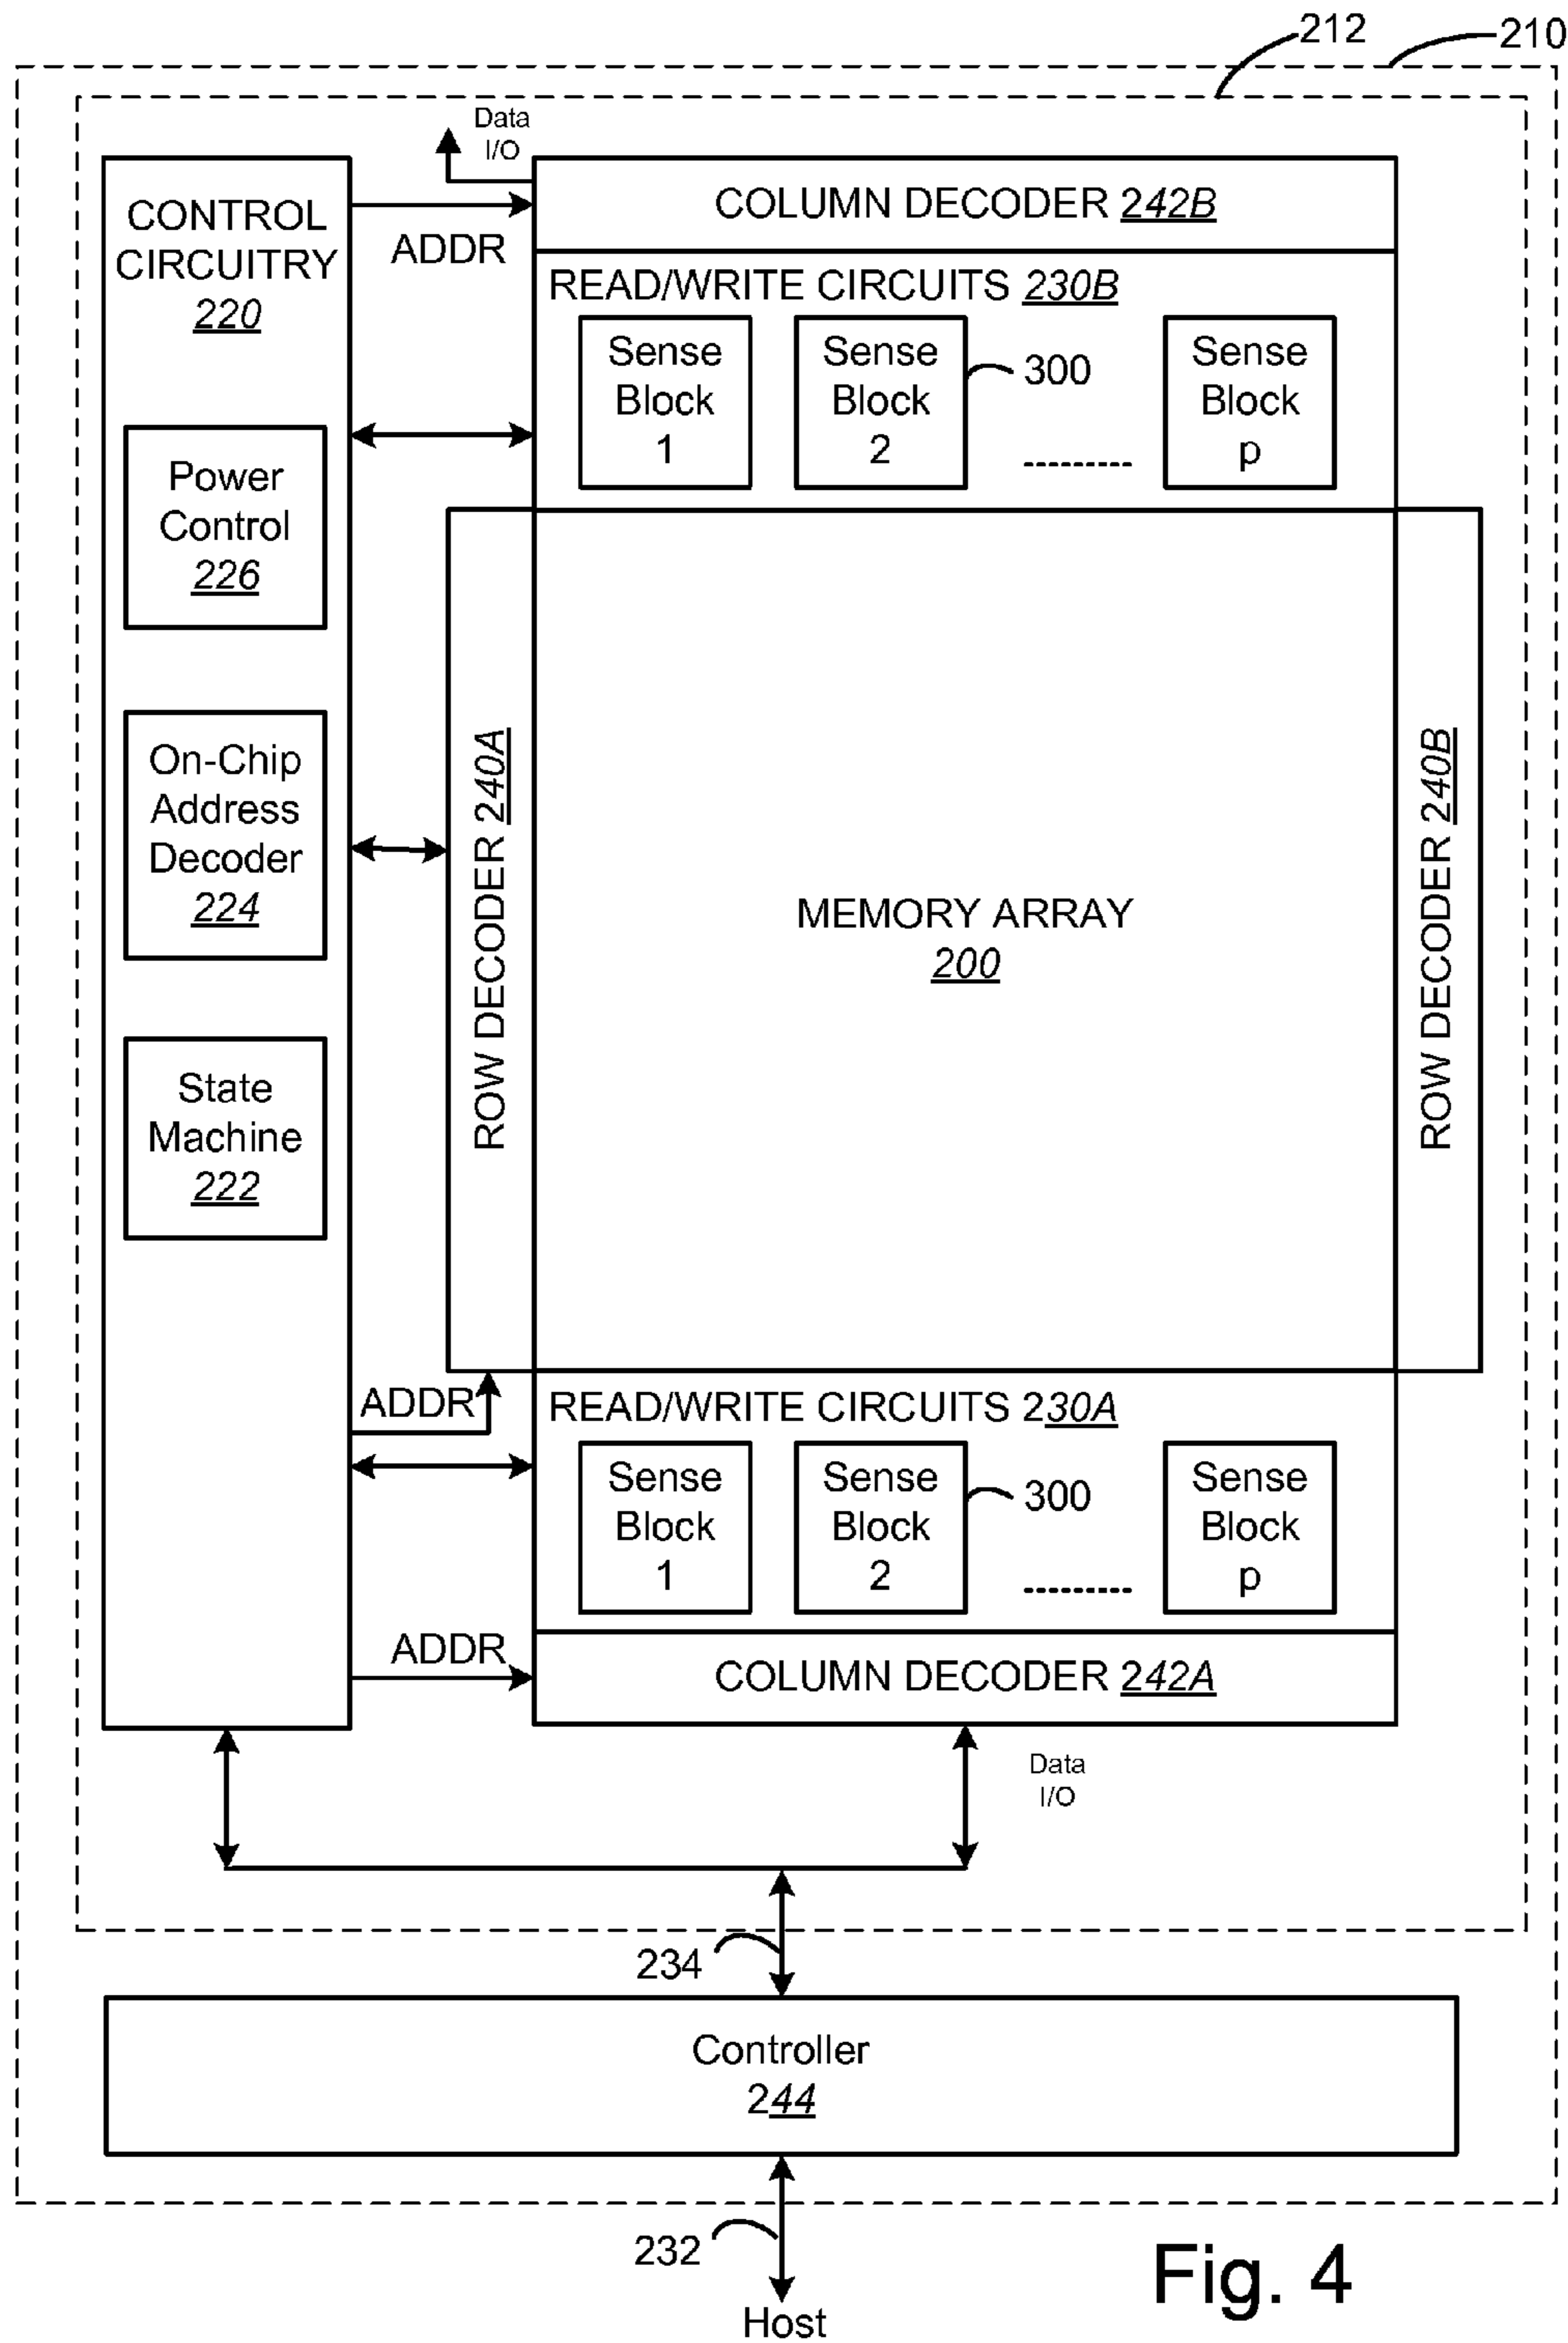 212
210
Data
I/O
CONTROL
CIRCUITRY
220
ADDR
COLUMN DECODER 242B
READ/WRITE CIRCUITS 230B
Sense
Block
1
Sense
Block
2
300
Sense
Block
p
Power
Control
226
On-Chip
Address
Decoder
224
State
Machine
222
ROW DECODER 240A
MEMORY ARRAY
200
ROW DECODER 240B
ADDR
READ/WRITE CIRCUITS 230A
Sense
Block
1
Sense
Block
2
300
Sense
Block
p
ADDR
COLUMN DECODER 242A
Data
I/O
234
Controller
244
232
Host
Fig. 4